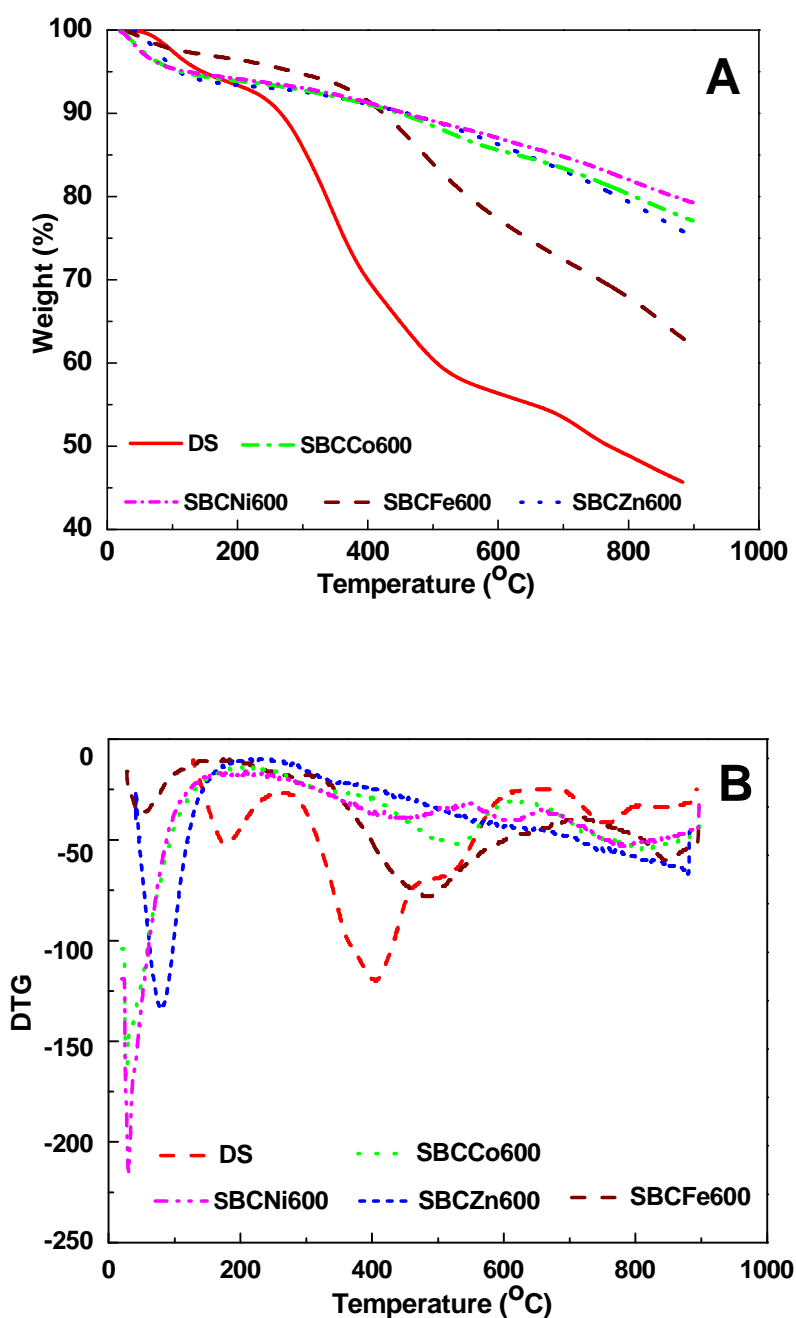 100
A
90
80
Weight (%)
70
60
50
DS SBCCo600
SBCNi600 SBCFe600 SBCZn600
40
0 200 400 600 800 1000
Temperature (°C)
0
B
-50
-100
DTG
-150
-200
DS SBCCo600
SBCNi600 SBCZn600 SBCFe600
-250
0 200 400 600 800 1000
Temperature (°C)